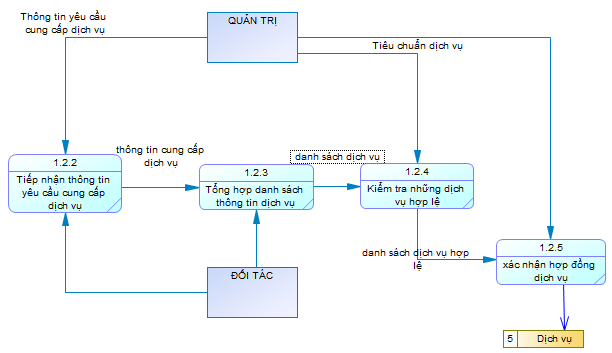 Thông tin yêu cầu
cung cấp dịch vụ
QUẢN TRỊ
Tiêu chuẩn dịch vụ
thông tin cung cấp
dịch vụ
danh sách dịch vụ
1.2.2
Tiếp nhận thông tin
yêu cầu cung cấp
dịch vụ
1.2.3
Tổng hợp danh sách
thông tin dịch vụ
1.2.4
Kiểm tra những dịch
vụ hợp lệ
danh sách dịch vụ hợp
lệ
1.2.5
xác nhận hợp đồng
dịch vụ
ĐỐI TÁC
5 Dịch vụ